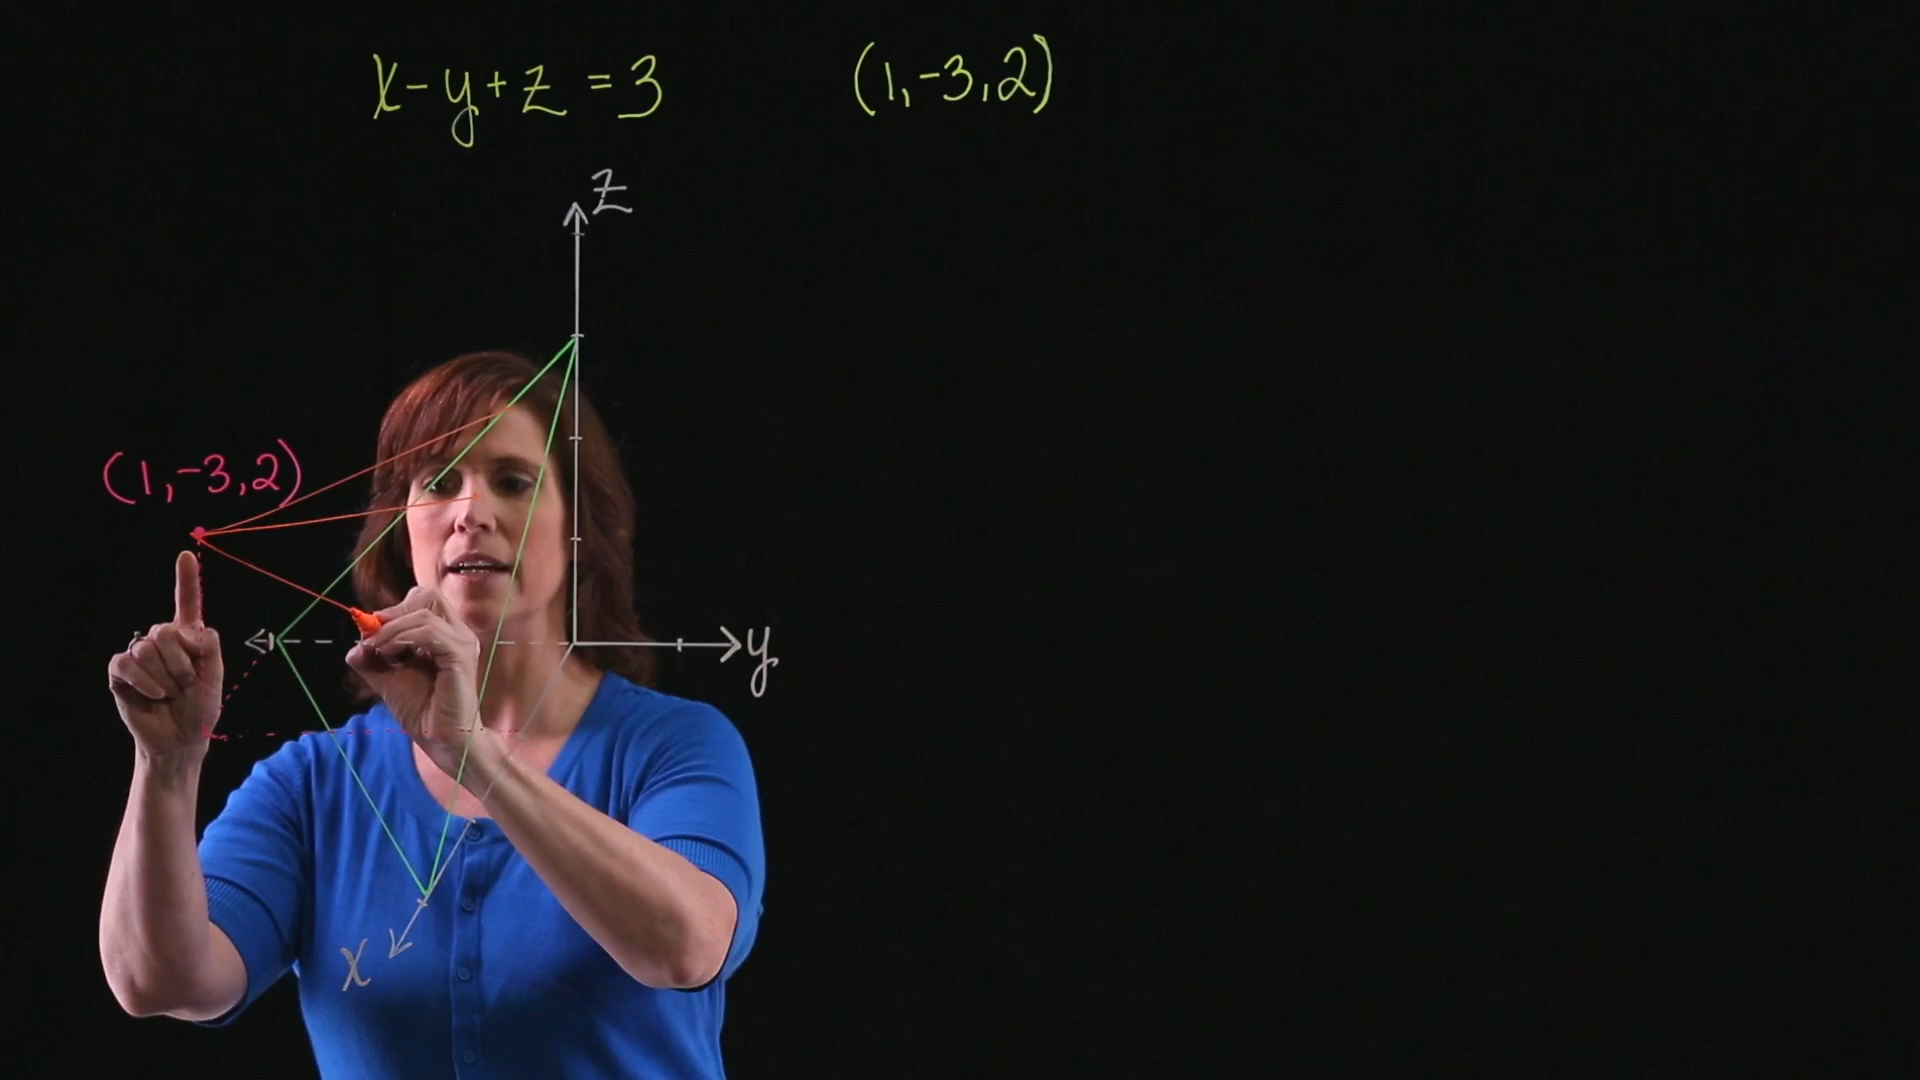 x - y + z = 3
(1, -3, 2)
z
(1, -3, 2)
y
x